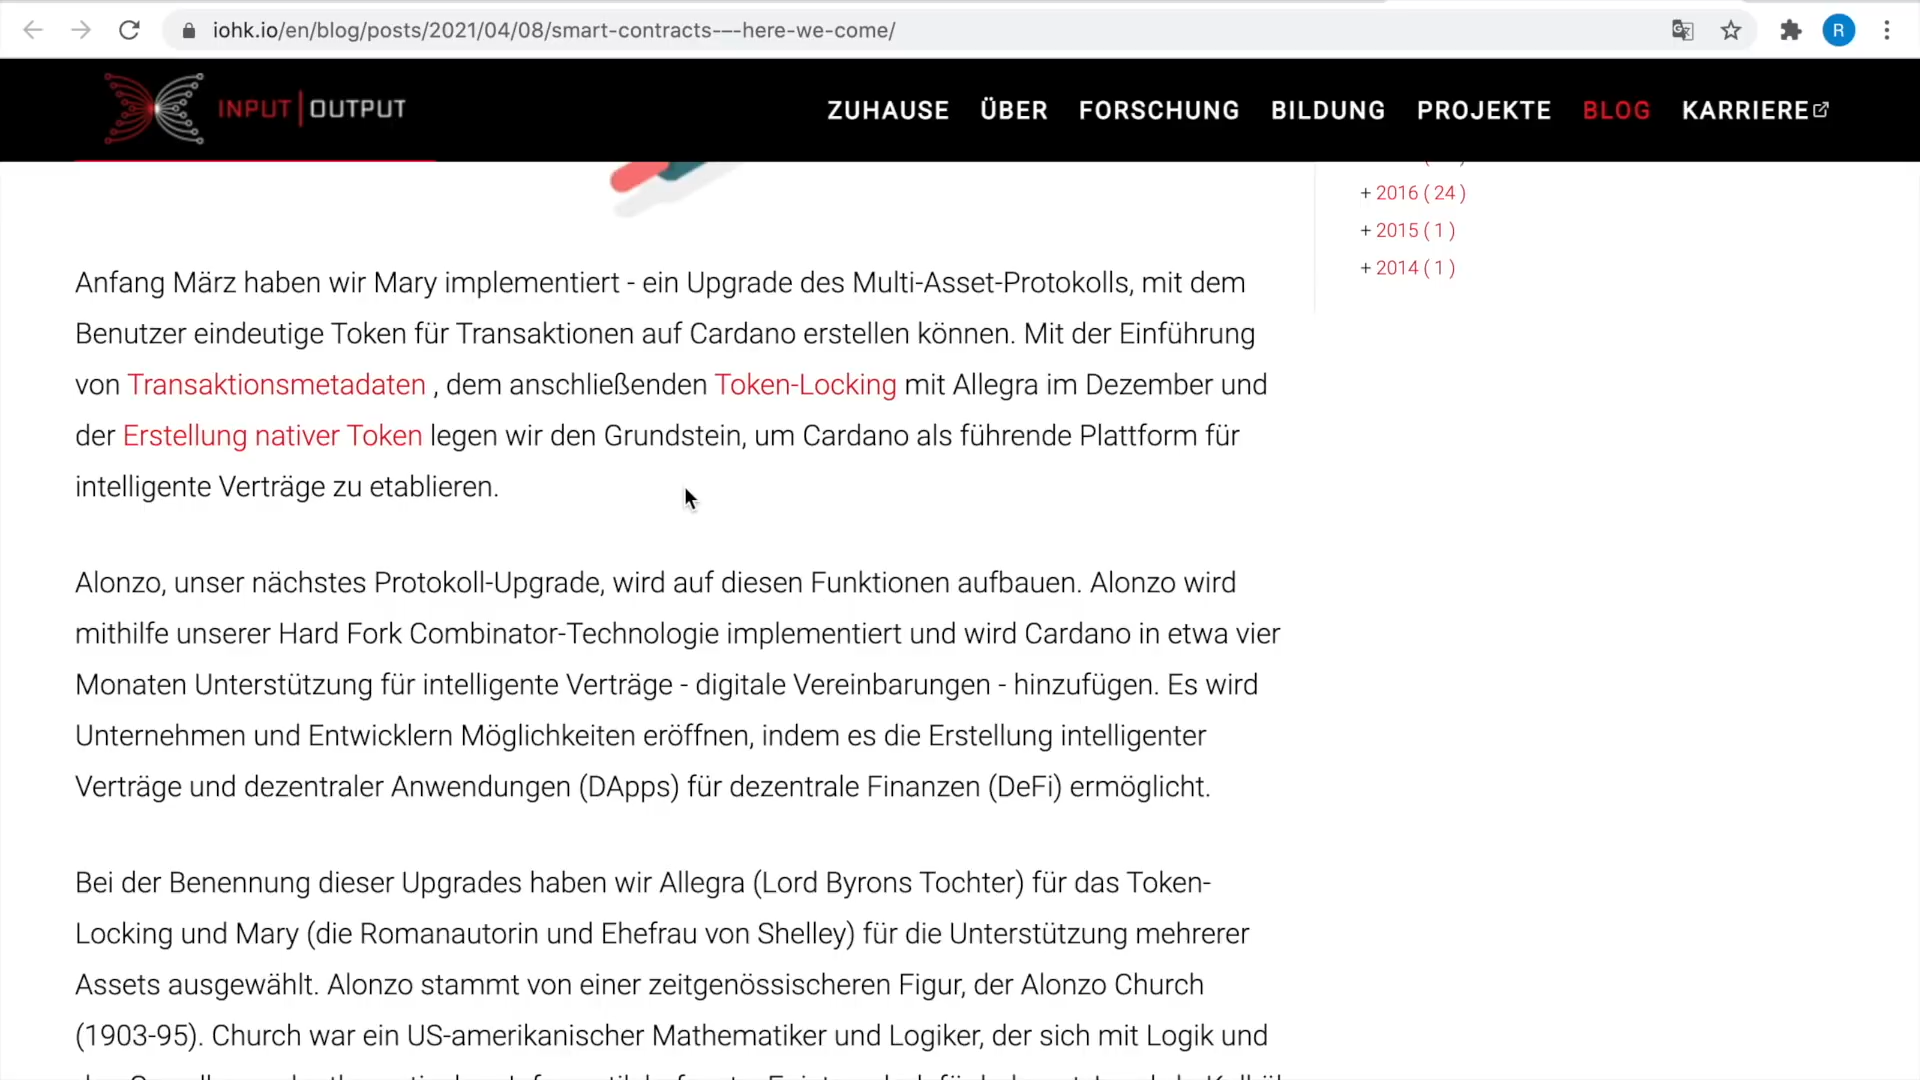 iohk.io/en/blog/posts/2021/04/08/smart-contracts-–-here-we-come/
R
INPUT | OUTPUT
ZUHAUSE ÜBER FORSCHUNG BILDUNG PROJEKTE BLOG KARRIERE
+ 2016 ( 24 )
+ 2015 ( 1 )
+ 2014 ( 1 )
Anfang März haben wir Mary implementiert - ein Upgrade des Multi-Asset-Protokolls, mit dem
Benutzer eindeutige Token für Transaktionen auf Cardano erstellen können. Mit der Einführung
von Transaktionsmetadaten , dem anschließenden Token-Locking mit Allegra im Dezember und
der Erstellung nativer Token legen wir den Grundstein, um Cardano als führende Plattform für
intelligente Verträge zu etablieren.
Alonzo, unser nächstes Protokoll-Upgrade, wird auf diesen Funktionen aufbauen. Alonzo wird
mithilfe unserer Hard Fork Combinator-Technologie implementiert und wird Cardano in etwa vier
Monaten Unterstützung für intelligente Verträge - digitale Vereinbarungen - hinzufügen. Es wird
Unternehmen und Entwicklern Möglichkeiten eröffnen, indem es die Erstellung intelligenter
Verträge und dezentraler Anwendungen (DApps) für dezentrale Finanzen (DeFi) ermöglicht.
Bei der Benennung dieser Upgrades haben wir Allegra (Lord Byrons Tochter) für das Token-
Locking und Mary (die Romanautorin und Ehefrau von Shelley) für die Unterstützung mehrerer
Assets ausgewählt. Alonzo stammt von einer zeitgenössischeren Figur, der Alonzo Church
(1903-95). Church war ein US-amerikanischer Mathematiker und Logiker, der sich mit Logik und